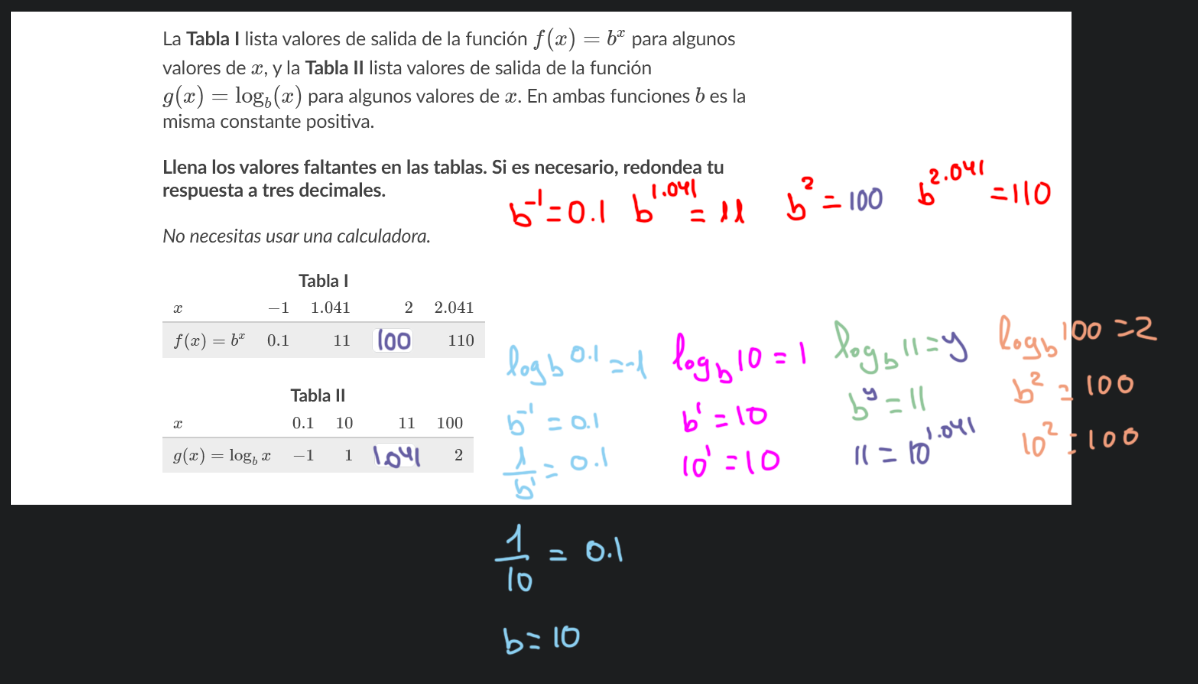 La Tabla I lista valores de salida de la función f(x) = b^x para algunos
valores de x, y la Tabla II lista valores de salida de la función
g(x) = log_b(x) para algunos valores de x. En ambas funciones b es la
misma constante positiva.
Llena los valores faltantes en las tablas. Si es necesario, redondea tu
respuesta a tres decimales.
b^-1 = 0.1 b^1.041 = 11 b^2 = 100 b^2.041 = 110
No necesitas usar una calculadora.
Tabla I
x −1 1.041 2 2.041
f(x) = b^x 0.1 11 100 110
Tabla II
x 0.1 10 11 100
g(x) = log_b x −1 1 1.041 2
log_b 0.1 = -1
b^-1 = 0.1
1/b^1 = 0.1
1/10 = 0.1
b = 10
log_b 10 = 1
b^1 = 10
10^1 = 10
log_b 11 = y
b^y = 11
11 = 10^1.041
log_b 100 = 2
b^2 = 100
10^2 = 100